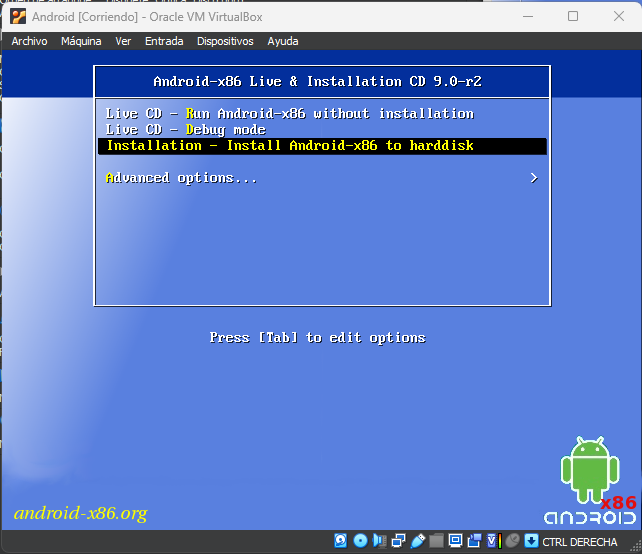 Android [Corriendo] - Oracle VM VirtualBox
Archivo Máquina Ver Entrada Dispositivos Ayuda
Android-x86 Live & Installation CD 9.0-r2
Live CD - Run Android-x86 without installation
Live CD - Debug mode
Installation - Install Android-x86 to harddisk
Advanced options... >
Press [Tab] to edit options
android-x86.org
x86
ANDROID
CTRL DERECHA